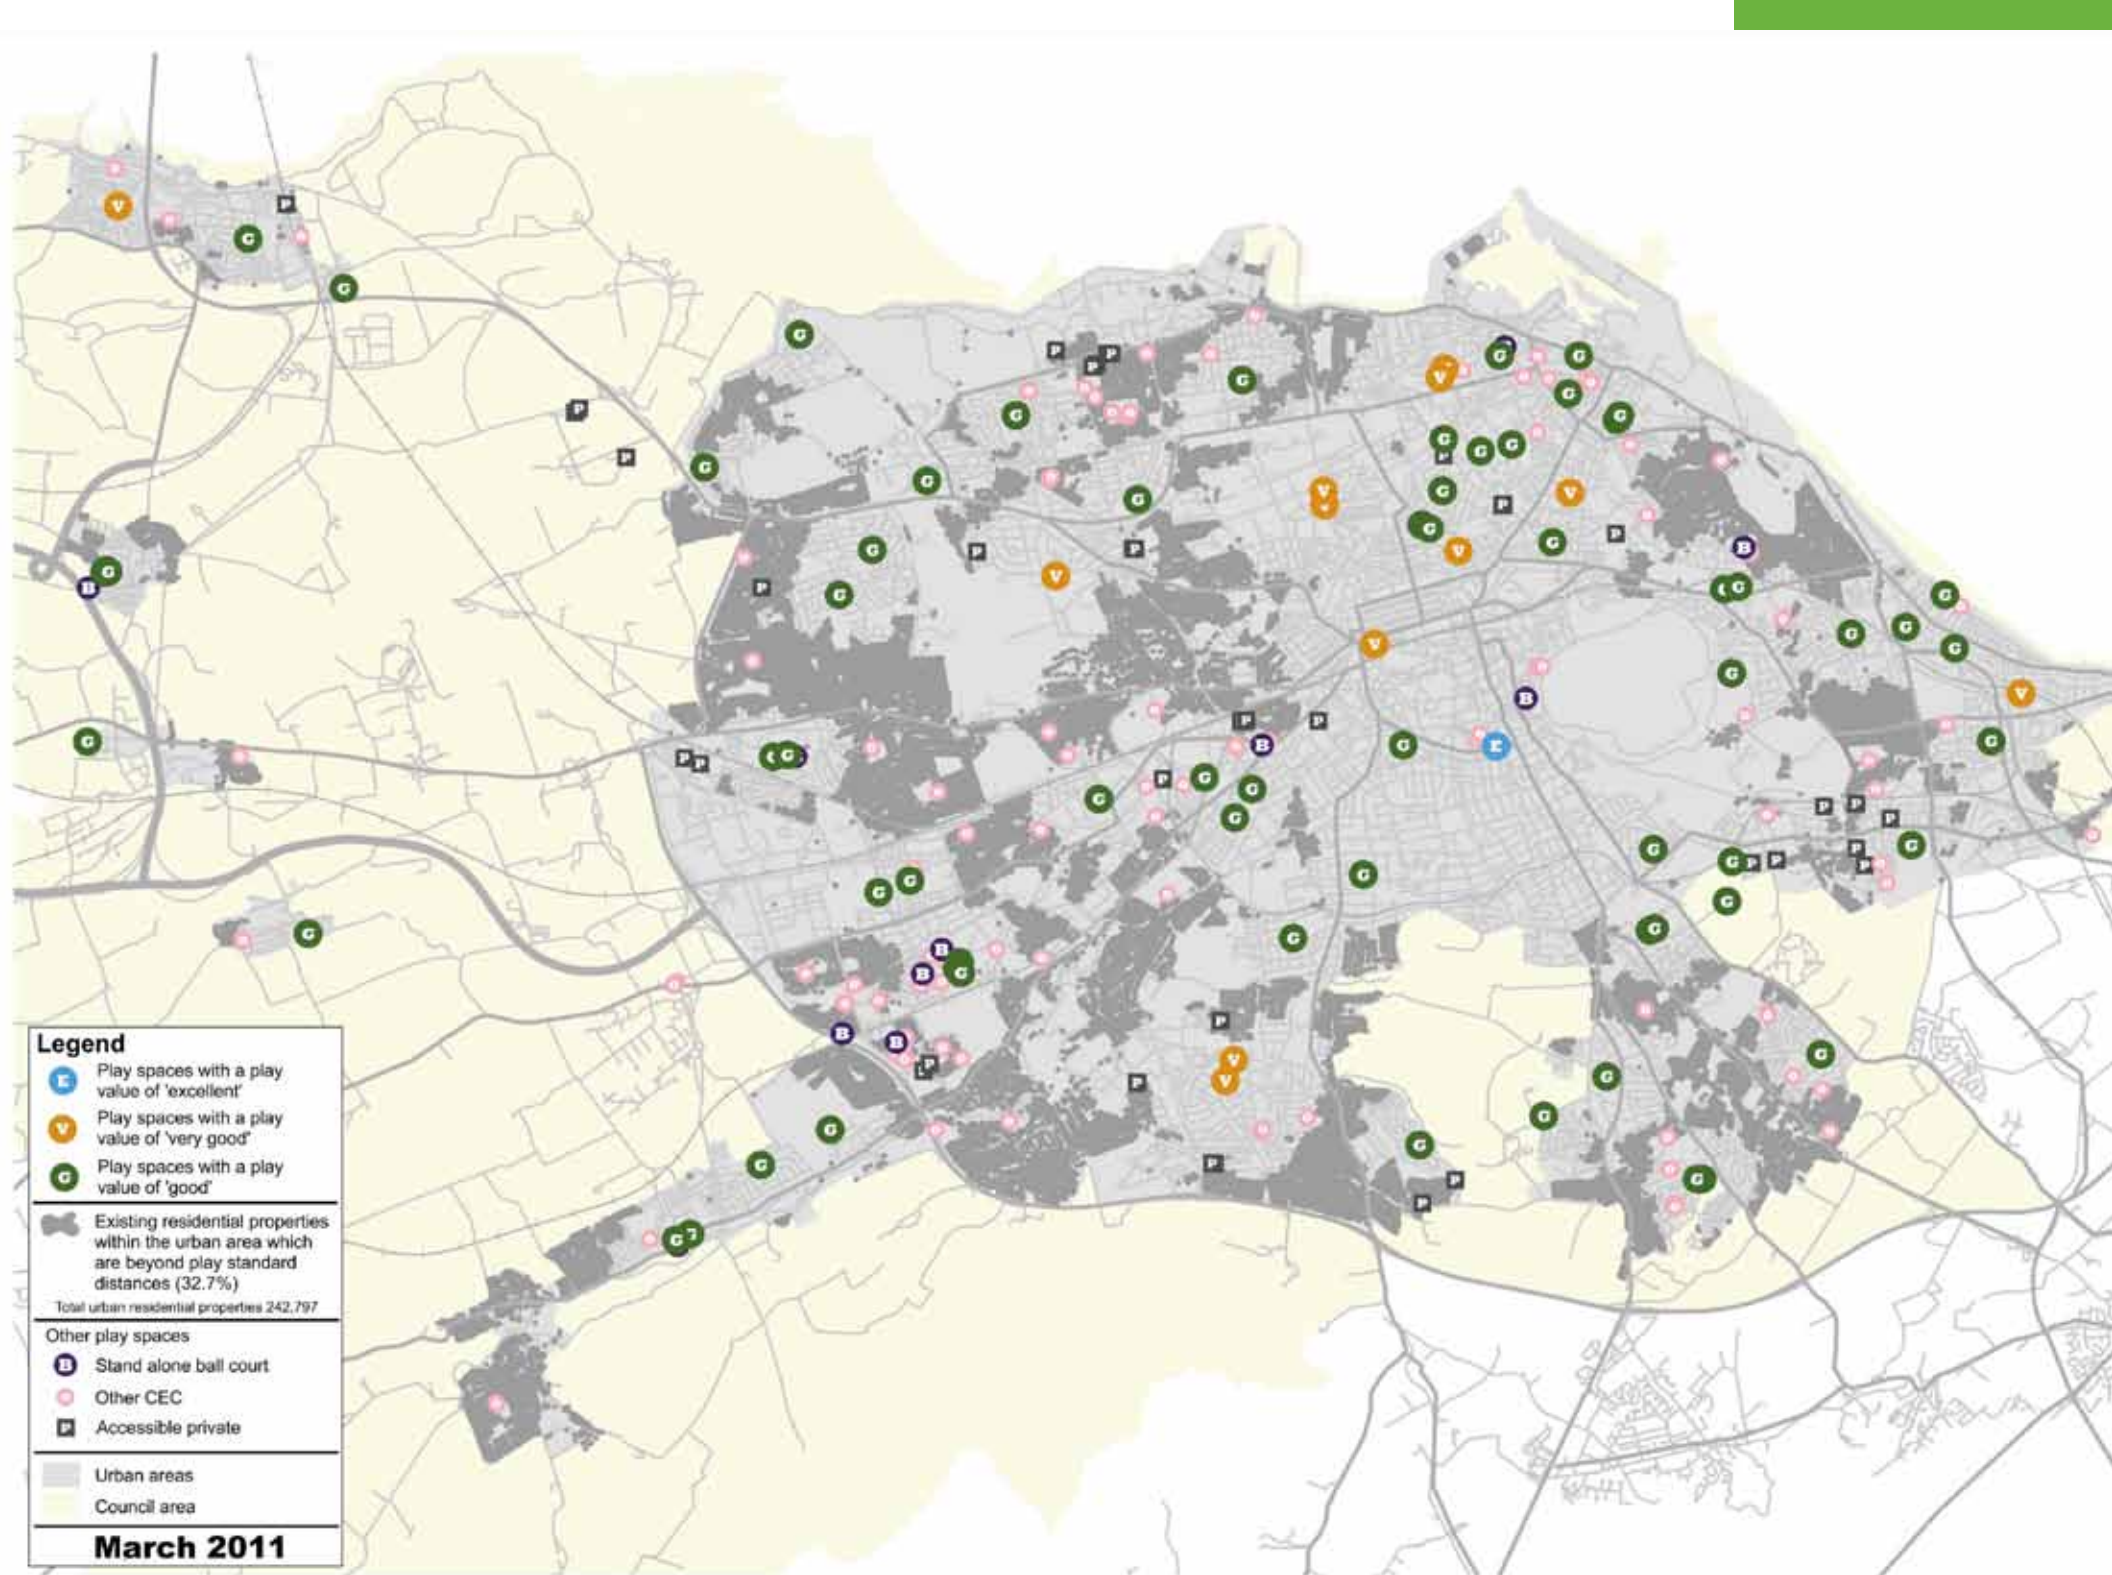 Legend
E
Play spaces with a play
value of 'excellent'
V
Play spaces with a play
value of 'very good'
G
Play spaces with a play
value of 'good'
Existing residential properties
within the urban area which
are beyond play standard
distances (32.7%)
Total urban residential properties 242,797
Other play spaces
B
Stand alone ball court
Other CEC
P
Accessible private
Urban areas
Council area
March 2011